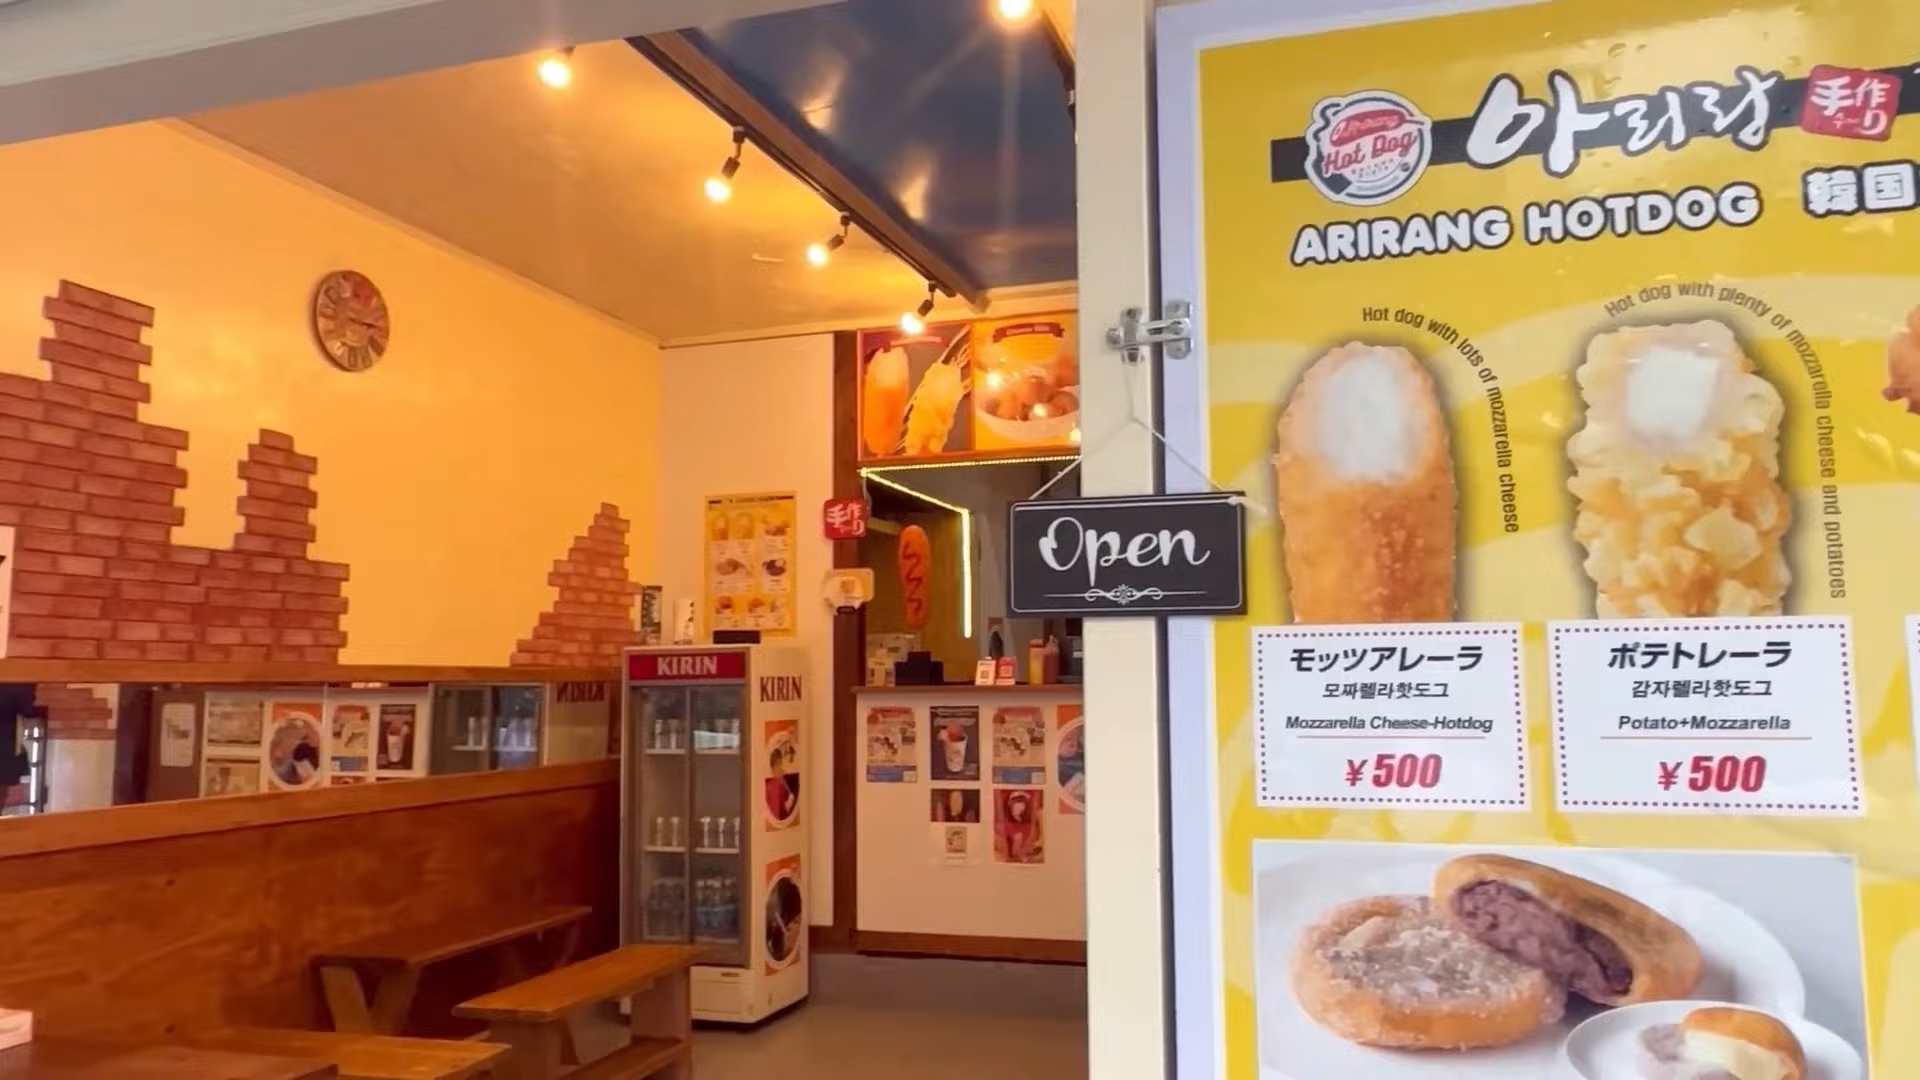 Arirang
Hot Dog
아리랑
手作り
ARIRANG HOTDOG
韓国
Hot dog with lots of mozzarella cheese
Hot dog with plenty of mozzarella cheese and potatoes
モッツアレーラ
모짜렐라핫도그
Mozzarella Cheese-Hotdog
¥500
ポテトレーラ
감자렐라핫도그
Potato+Mozzarella
¥500
Open
手作り
KIRIN
KIRIN